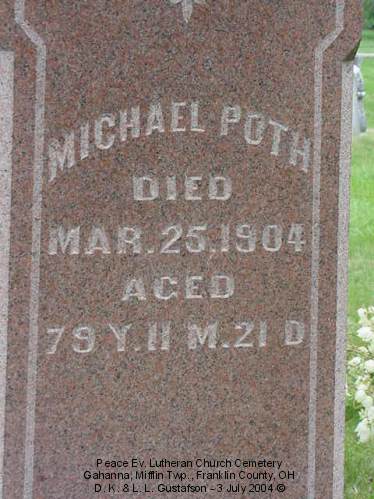 MICHAEL POTH
DIED
MAR. 25, 1904
AGED
79 Y. 11 M. 21 D
Peace Ev. Lutheran Church Cemetery
Gahanna, Mifflin Twp., Franklin County, OH
D. K. & L. L. Gustafson - 3 July 2004 ©